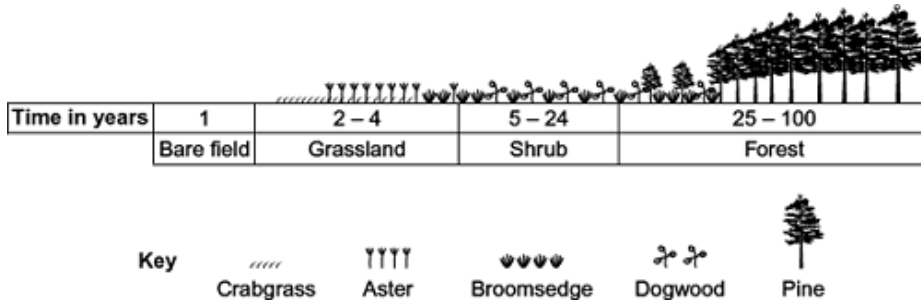 Time in years 1 2 – 4 5 – 24 25 – 100
Bare field Grassland Shrub Forest
Key
Crabgrass Aster Broomsedge Dogwood Pine